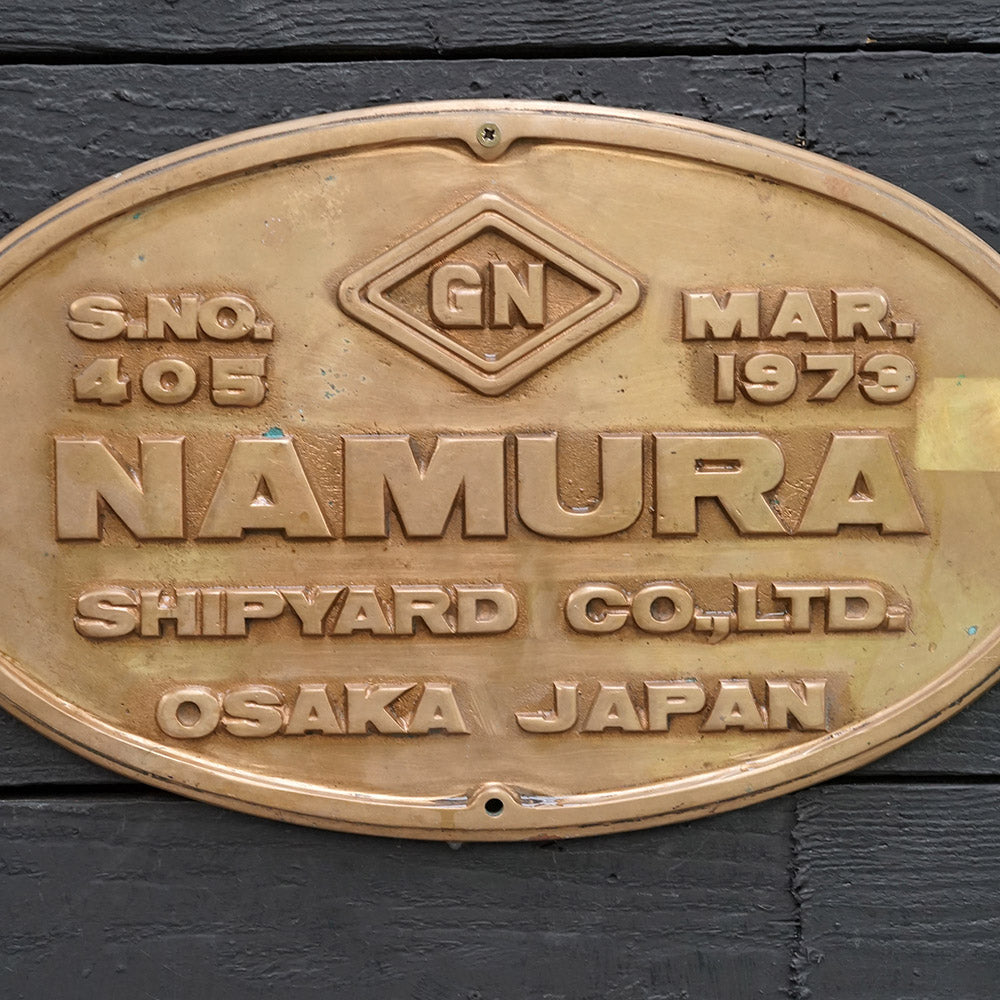 GN
S.NO.
405
MAR.
1973
NAMURA
SHIPYARD CO.,LTD.
OSAKA JAPAN